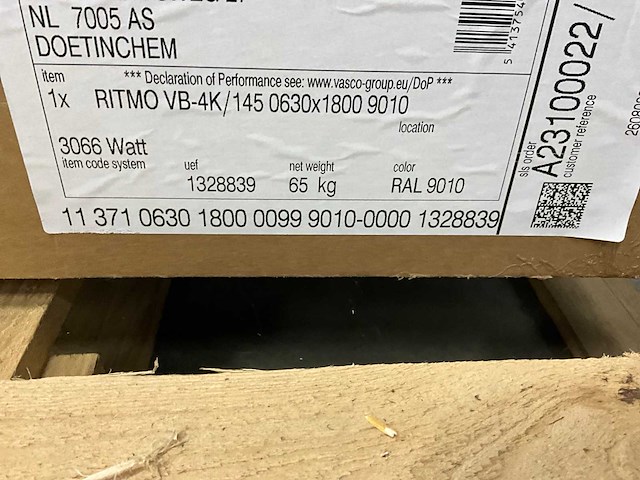 NL 7005 AS
DOETINCHEM
item *** Declaration of Performance see: www.vasco-group.eu/DoP ***
1x RITMO VB-4K/145 0630x1800 9010
location
3066 Watt
item code system uef net weight color
1328839 65 kg RAL 9010
11 371 0630 1800 0099 9010-0000 1328839
5 413754
sls order
A23100022/
customer reference